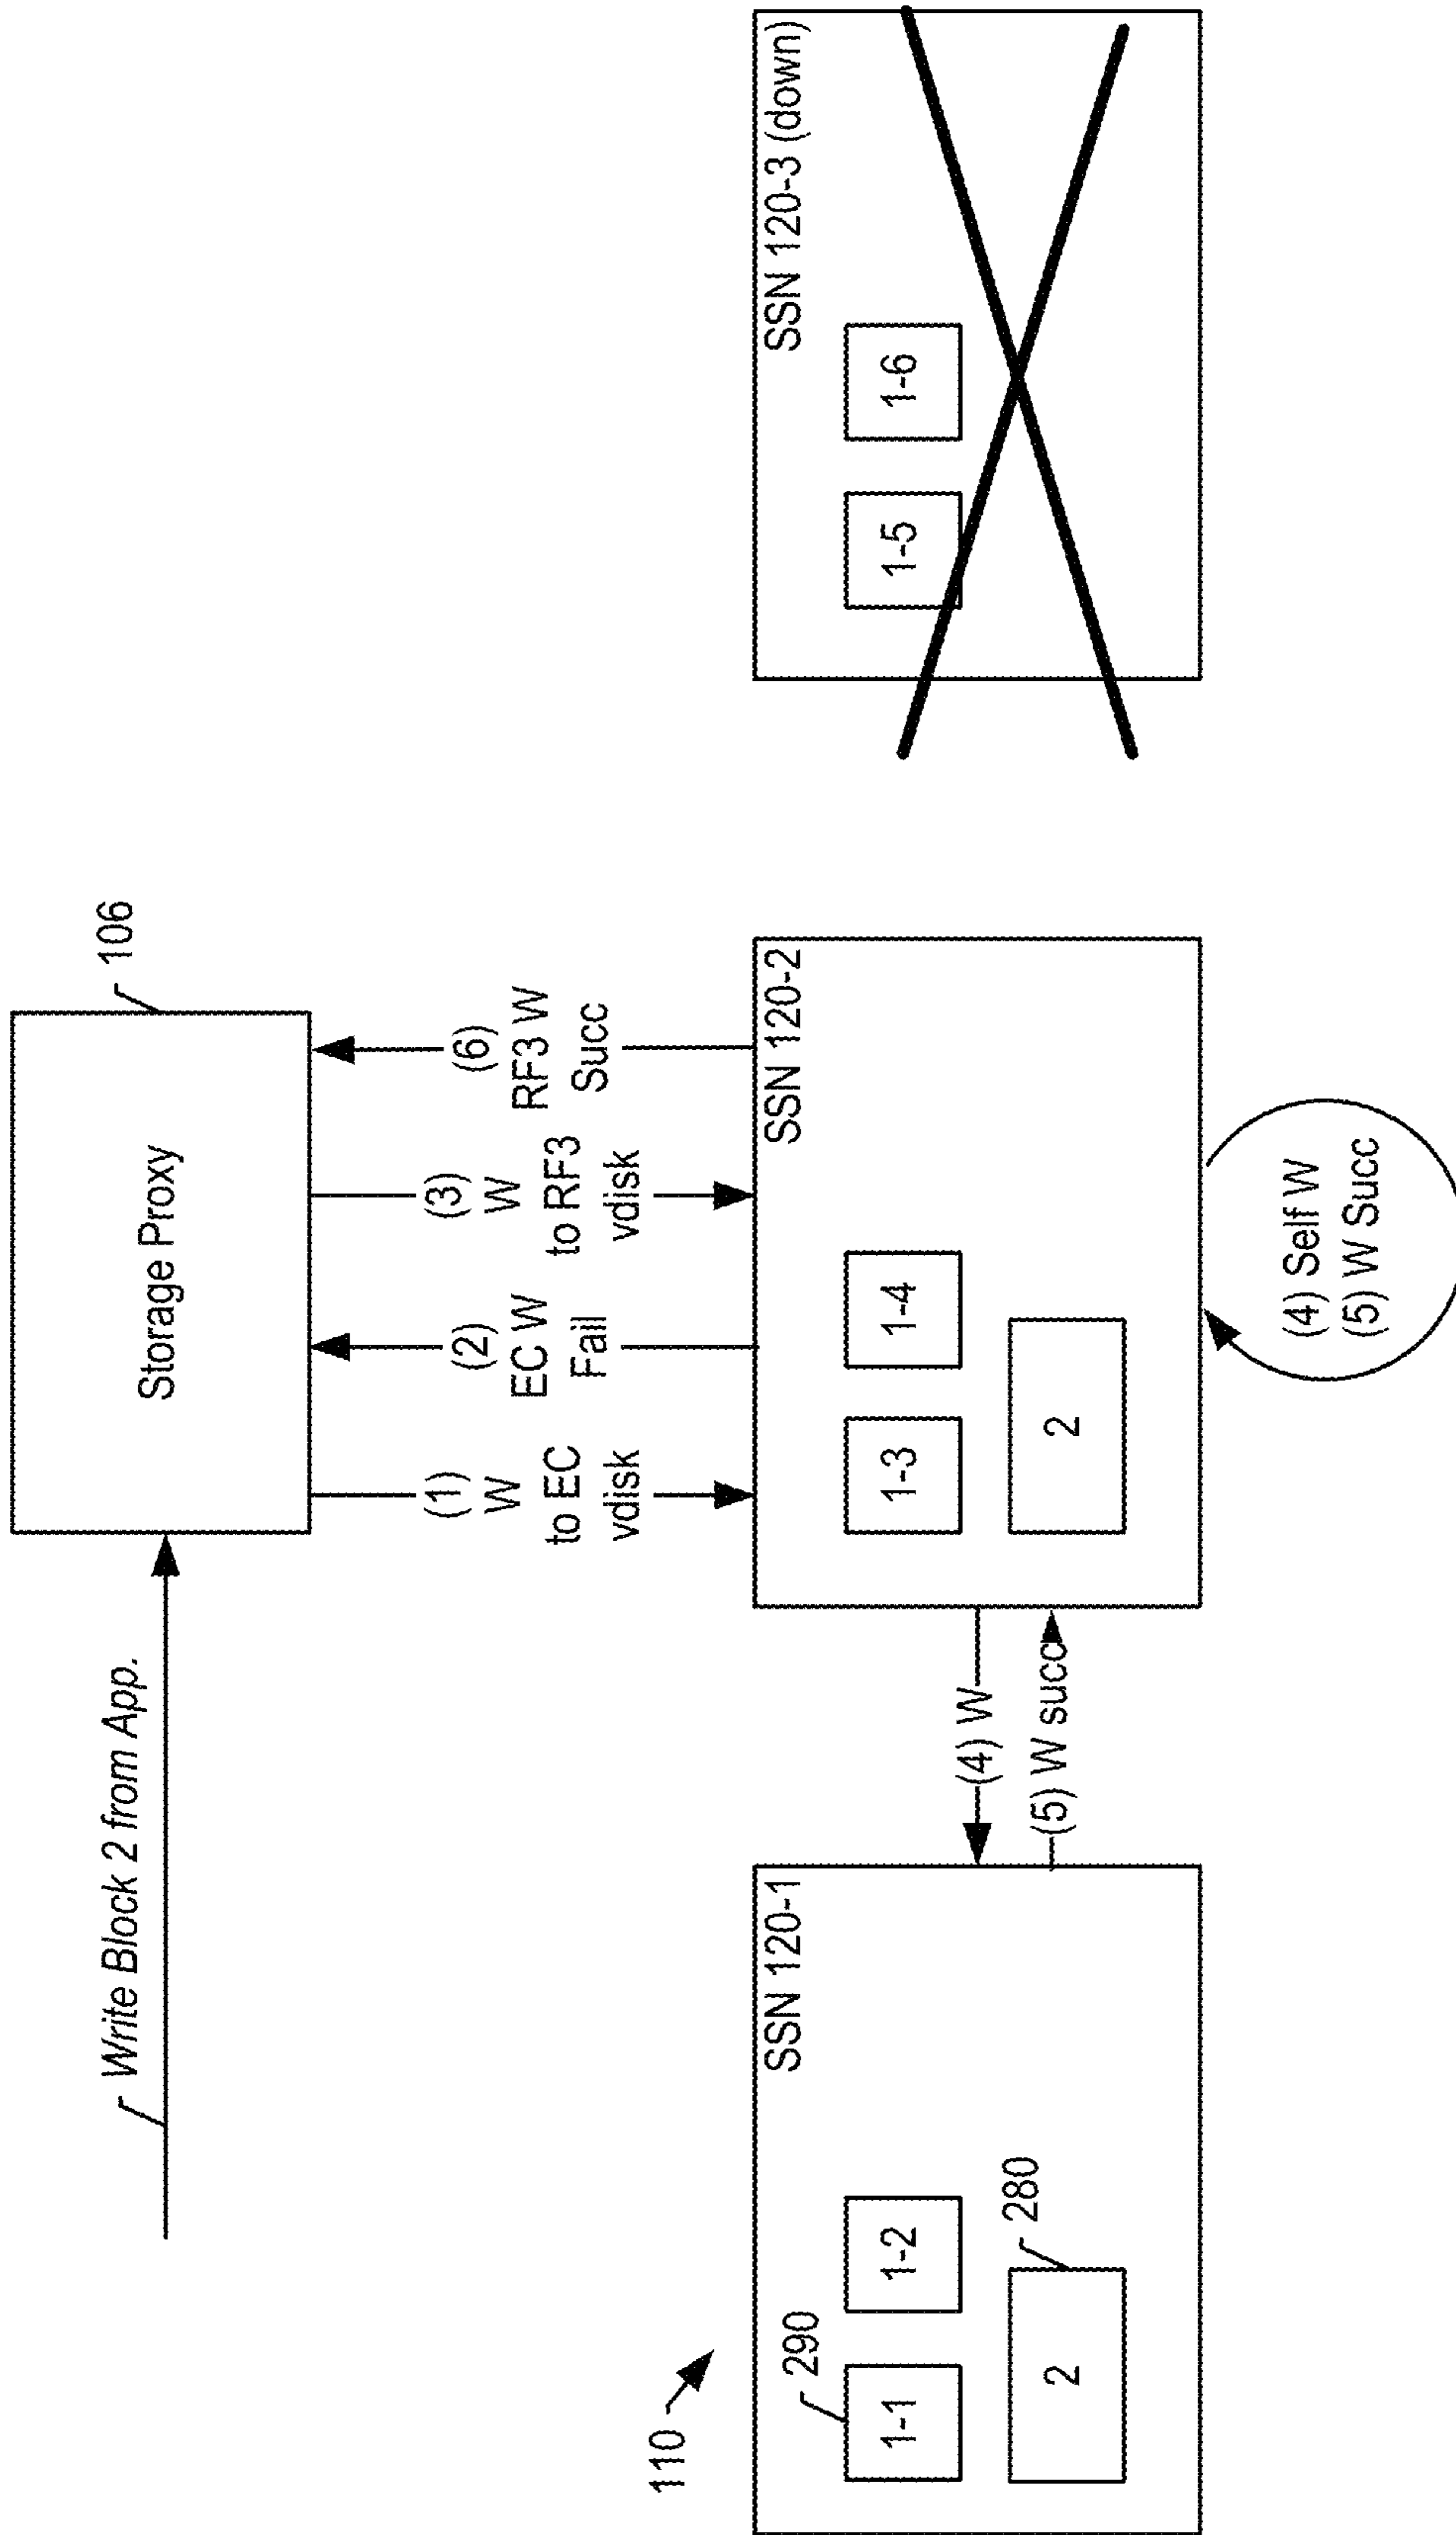 Write Block 2 from App.
Storage Proxy
106
(1)
W
to EC
vdisk
(2)
EC W
Fail
(3)
W
to RF3
vdisk
(6)
RF3 W
Succ
110
SSN 120-1
290
1-1
1-2
2
280
(4) W
(5) W succ
SSN 120-2
1-3
1-4
2
(4) Self W
(5) W Succ
SSN 120-3 (down)
1-5
1-6